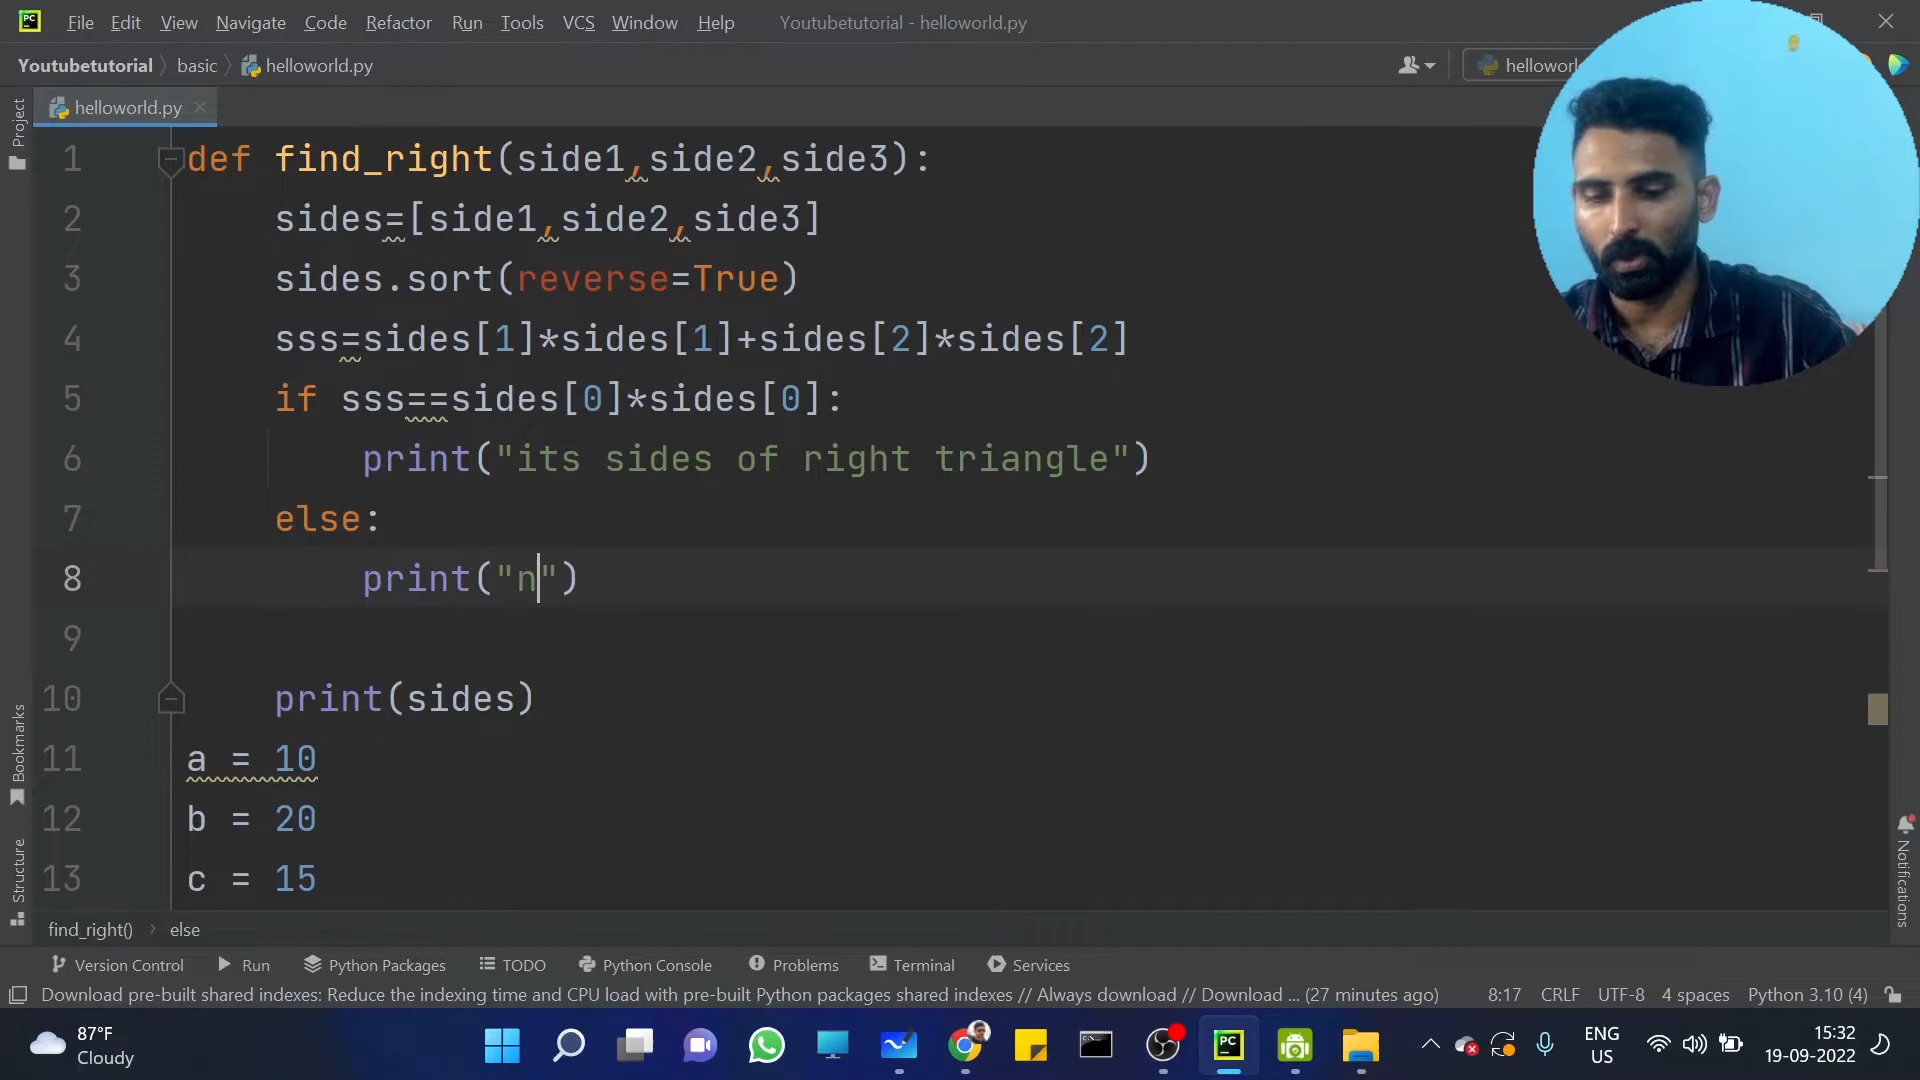 PC File Edit View Navigate Code Refactor Run Tools VCS Window Help Youtubetutorial - helloworld.py
Youtubetutorial basic helloworld.py
helloworld.py
Project
1 def find_right(side1,side2,side3):
2 sides=[side1,side2,side3]
3 sides.sort(reverse=True)
4 sss=sides[1]*sides[1]+sides[2]*sides[2]
5 if sss==sides[0]*sides[0]:
6 print("its sides of right triangle")
7 else:
8 print("n")
9
10 print(sides)
11 a = 10
12 b = 20
13 c = 15
Bookmarks
Structure
Notifications
find_right() else
Version Control Run Python Packages TODO Python Console Problems Terminal Services
Download pre-built shared indexes: Reduce the indexing time and CPU load with pre-built Python packages shared indexes // Always download // Download ... (27 minutes ago) 8:17 CRLF UTF-8 4 spaces Python 3.10 (4)
87°F
Cloudy
PC
ENG
US
15:32
19-09-2022